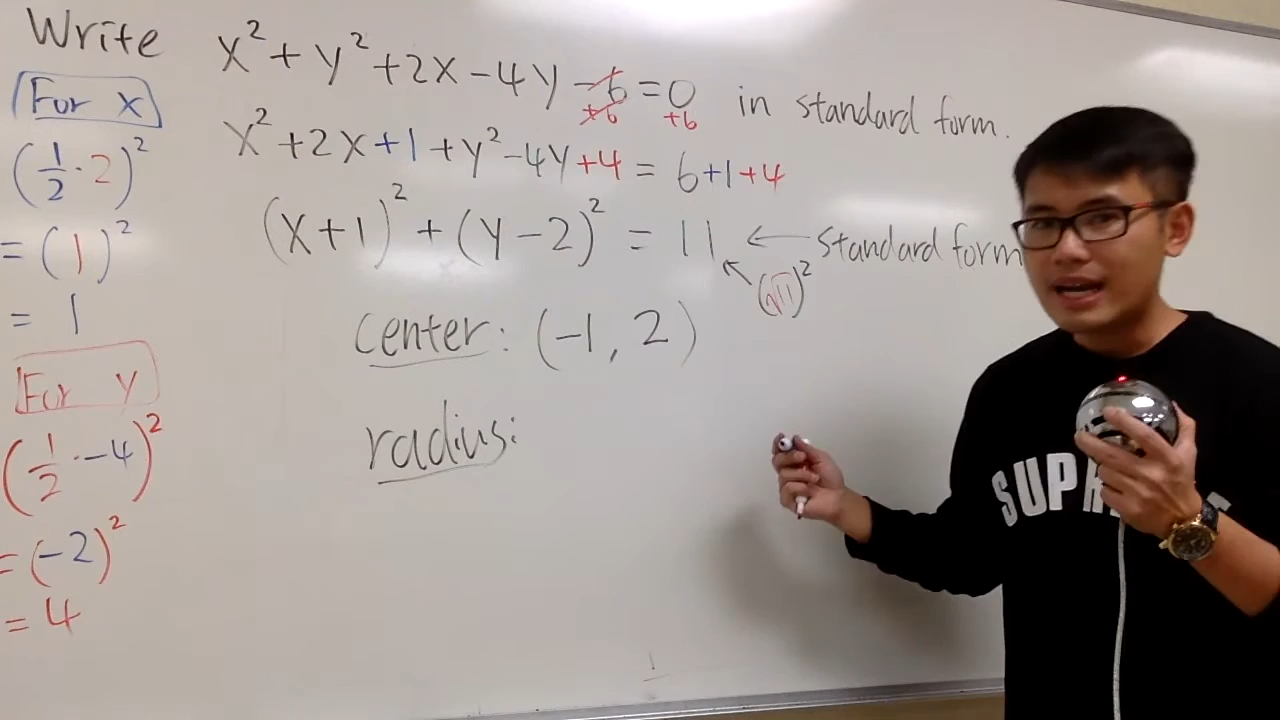 Write x² + y² + 2x - 4y - 6 = 0 in standard form.
+6 +6
x² + 2x + 1 + y² - 4y + 4 = 6 + 1 + 4
(x + 1)² + (y - 2)² = 11 ← standard form
(√11)²
center: (-1, 2)
radius:
For x
(1/2 · 2)²
= (1)²
= 1
For y
(1/2 · -4)²
= (-2)²
= 4